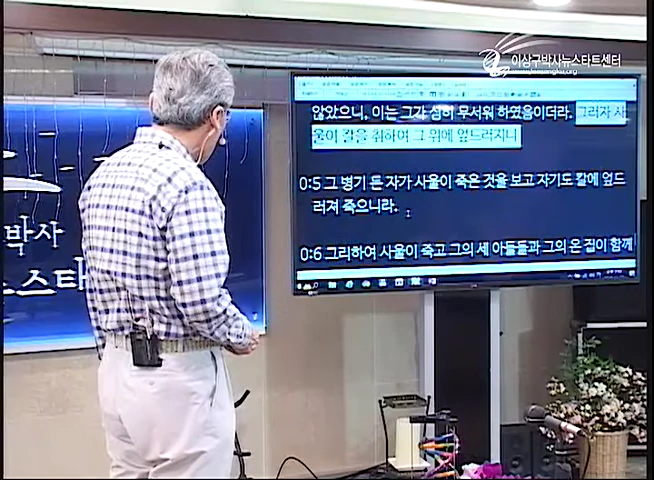 이상구박사뉴스타트센터
않았으니, 이는 그가 심히 무서워 하였음이더라. 그러자 사
울이 칼을 취하여 그 위에 엎드러지니
0:5 그 병기 든 자가 사울이 죽은 것을 보고 자기도 칼에 엎드
러져 죽으니라.
0:6 그리하여 사울이 죽고 그의 세 아들들과 그의 온 집이 함께
박사
스타